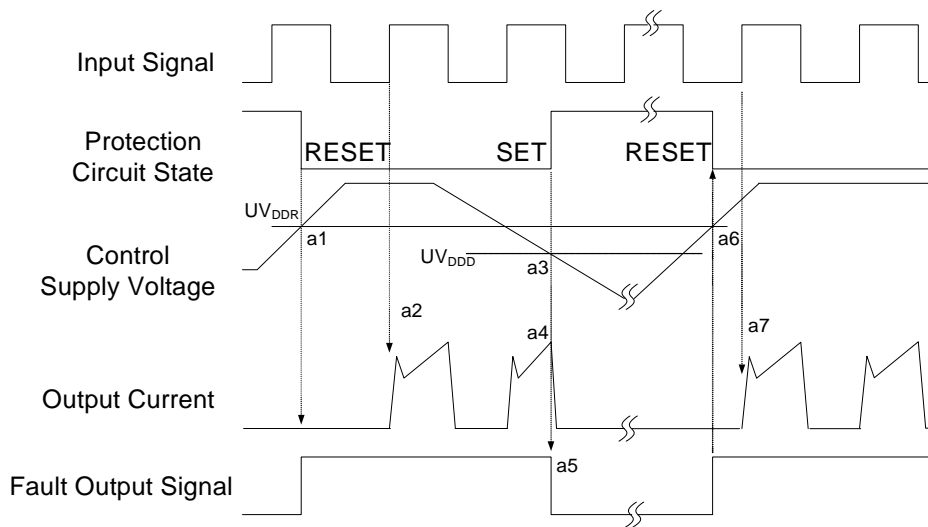 Input Signal
Protection
Circuit State
RESET
SET
RESET
UVDDR
a1
a6
Control
Supply Voltage
UVDDD
a3
a2
a4
a7
Output Current
a5
Fault Output Signal